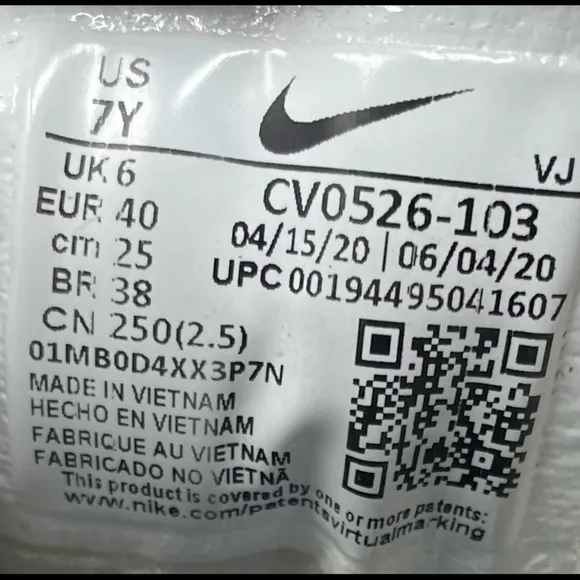 US
7Y
VJ
UK 6
EUR 40
cm 25
BR 38
CN 250(2.5)
CV0526-103
04/15/20 | 06/04/20
UPC 00194495041607
01MB0D4XX3P7N
MADE IN VIETNAM
HECHO EN VIETNAM
FABRIQUE AU VIETNAM
FABRICADO NO VIETNÃ
This product is covered by one or more patents:
www.nike.com/patentsvirtualmarking